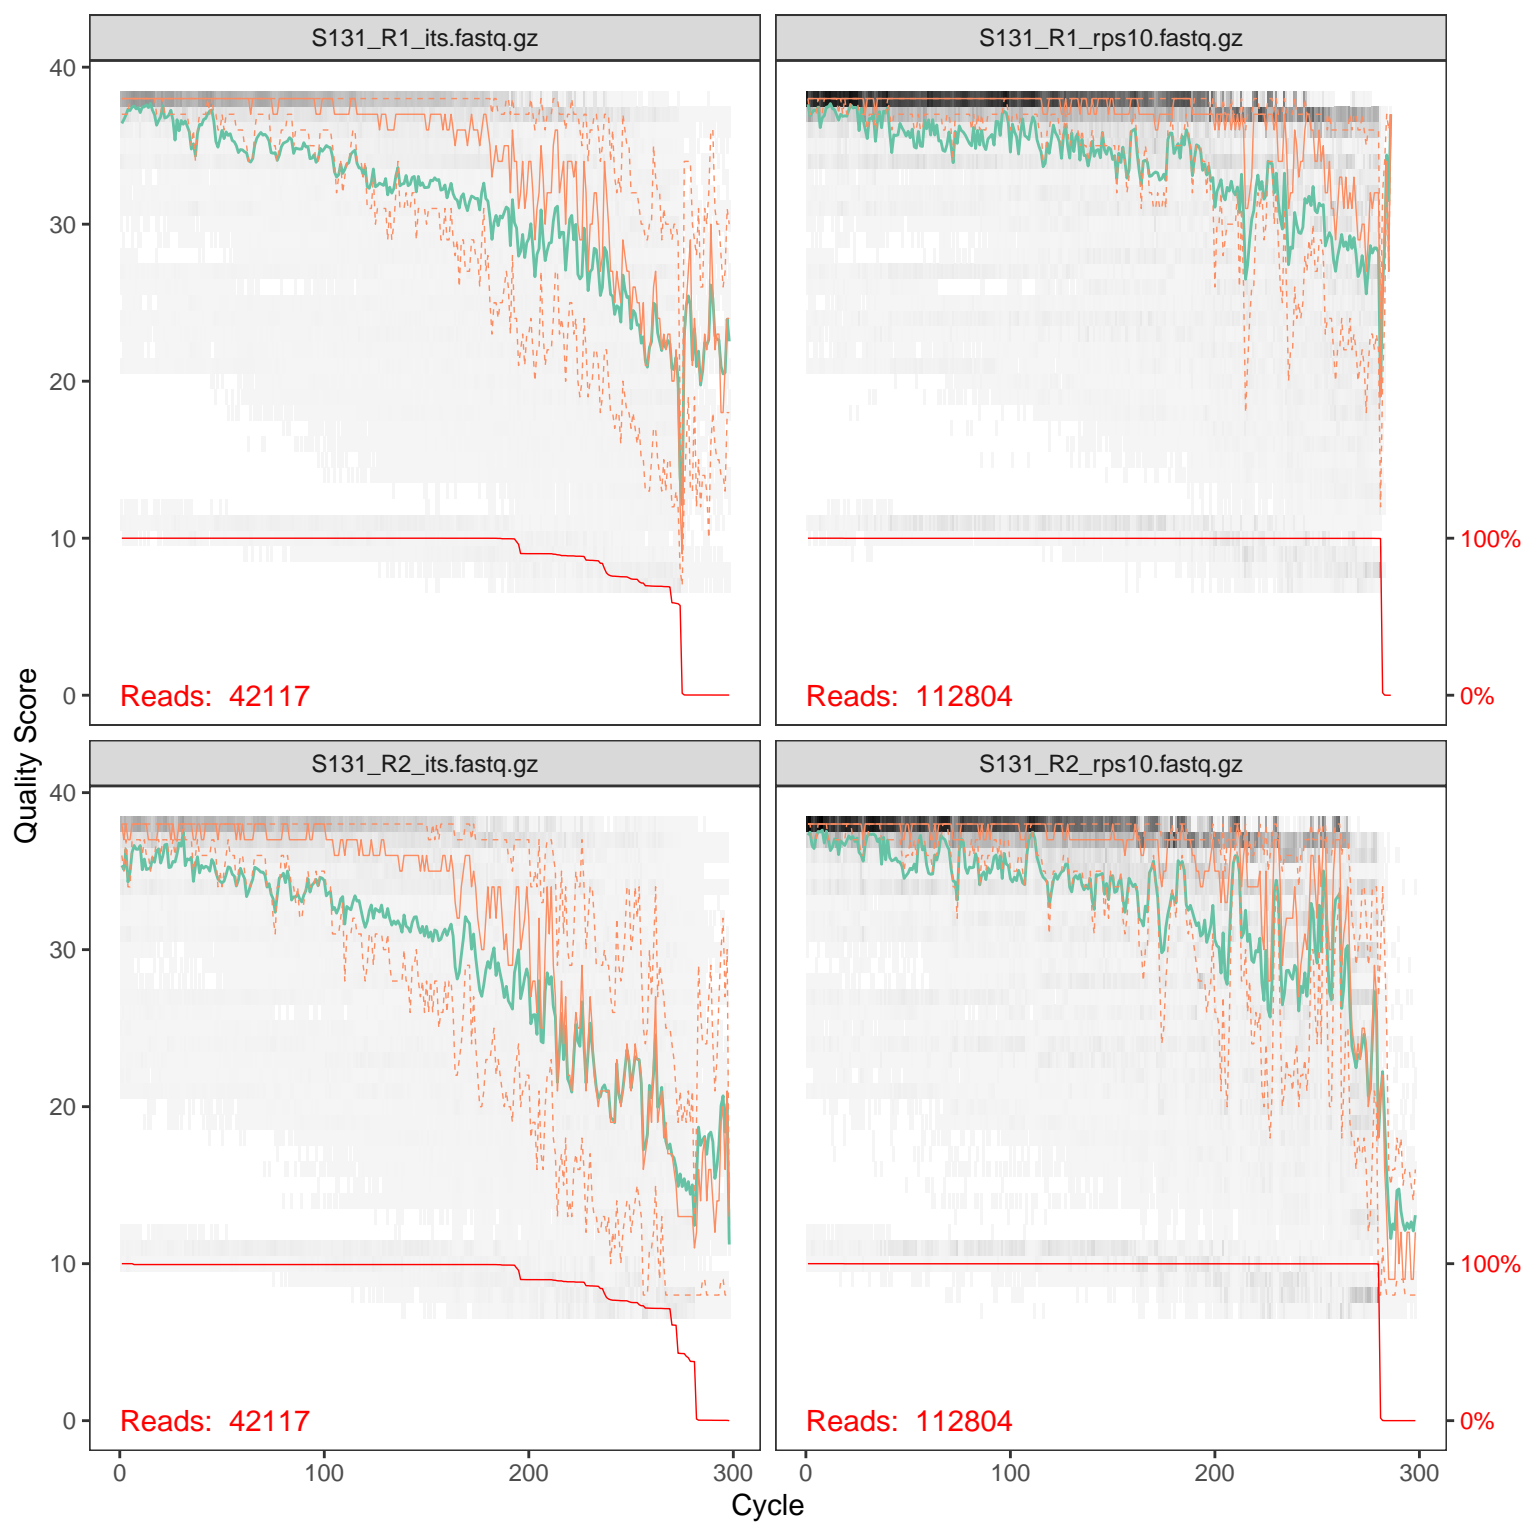 S131_R1_its.fastq.gz
S131_R1_rps10.fastq.gz
40
30
20
10
0
Reads: 42117
Reads: 112804
100%
0%
Quality Score
S131_R2_its.fastq.gz
S131_R2_rps10.fastq.gz
40
30
20
10
0
Reads: 42117
Reads: 112804
100%
0%
0 100 200 300
0 100 200 300
Cycle